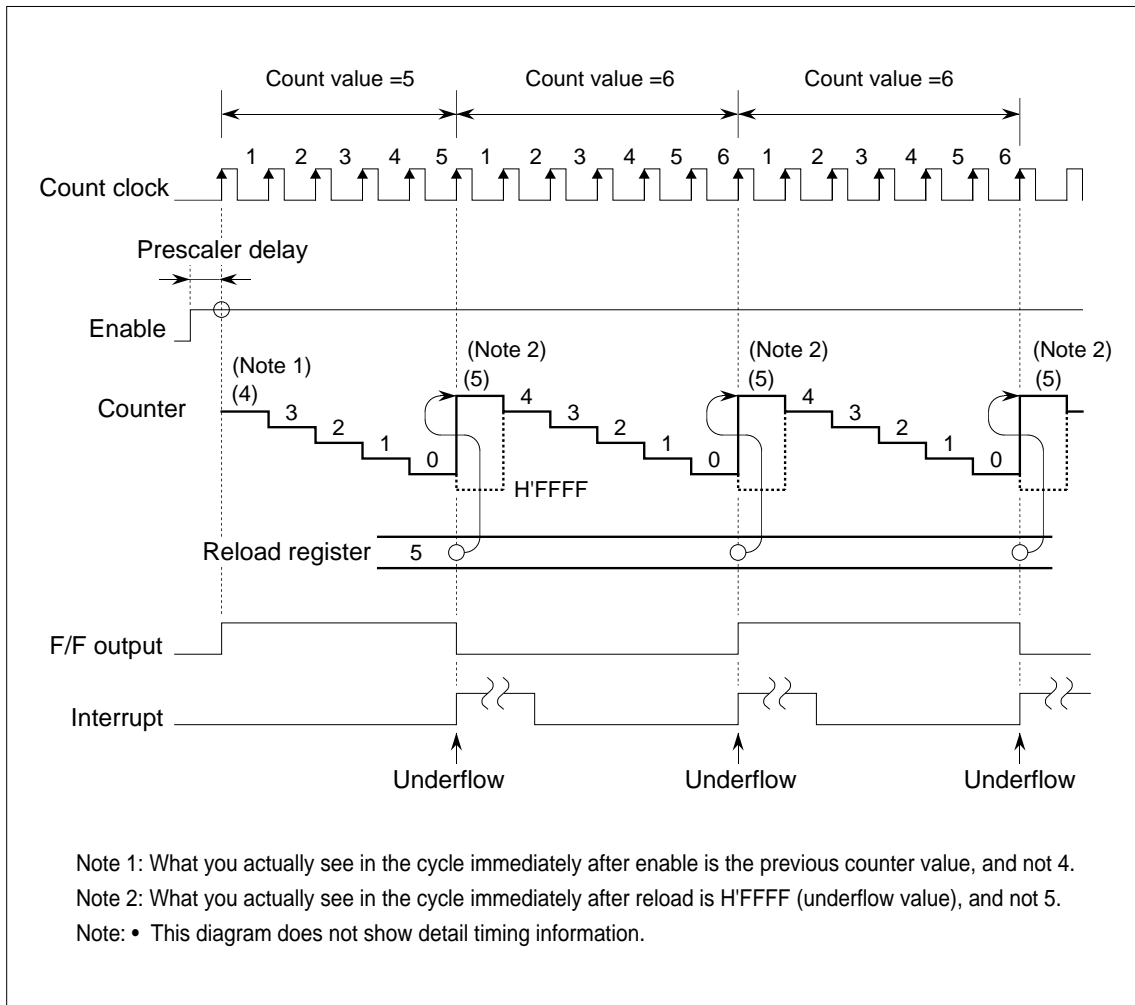 Count value =5 Count value =6 Count value =6
1 2 3 4 5 1 2 3 4 5 6 1 2 3 4 5 6
Count clock
Prescaler delay
Enable
(Note 1) (Note 2) (Note 2) (Note 2)
(4) (5) (5) (5)
Counter 3 2 1 0 4 3 2 1 0 4 3 2 1 0
H'FFFF
Reload register 5
F/F output
Interrupt
Underflow Underflow Underflow
Note 1: What you actually see in the cycle immediately after enable is the previous counter value, and not 4.
Note 2: What you actually see in the cycle immediately after reload is H'FFFF (underflow value), and not 5.
Note: • This diagram does not show detail timing information.